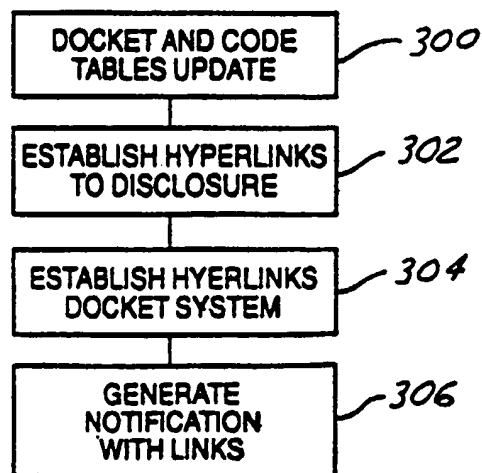 DOCKET AND CODE
TABLES UPDATE
300
ESTABLISH HYPERLINKS
TO DISCLOSURE
302
ESTABLISH HYERLINKS
DOCKET SYSTEM
304
GENERATE
NOTIFICATION
WITH LINKS
306